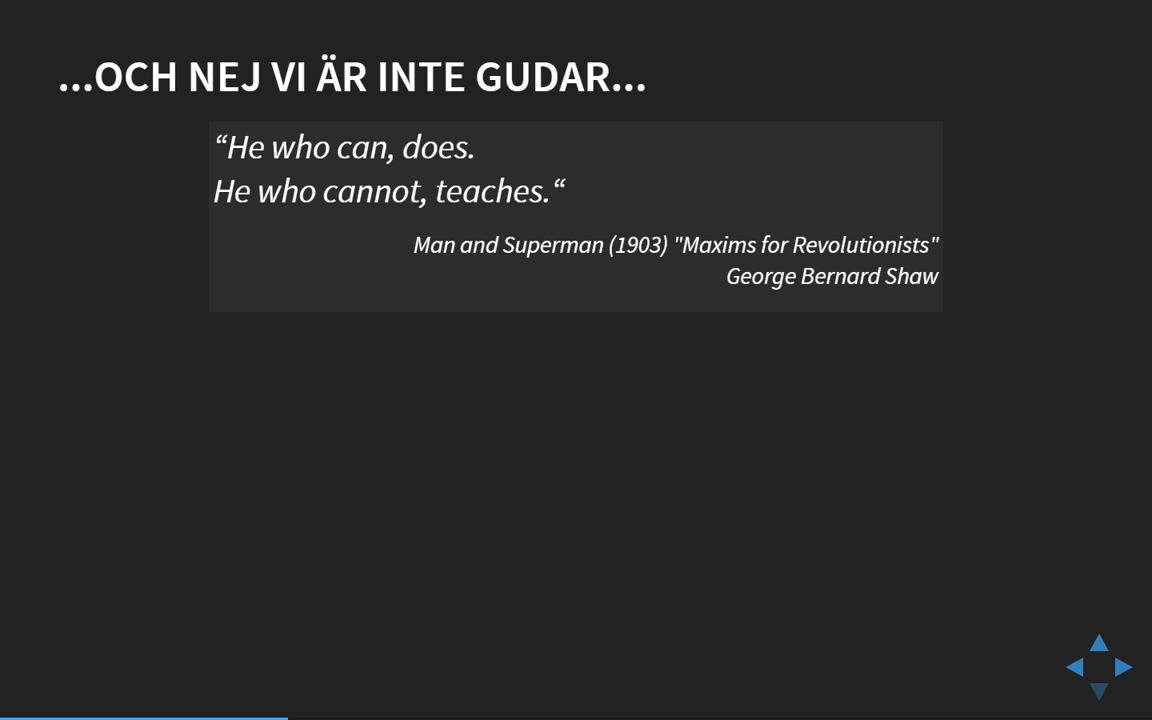 ...OCH NEJ VI ÄR INTE GUDAR...
“He who can, does.
He who cannot, teaches.“
Man and Superman (1903) "Maxims for Revolutionists"
George Bernard Shaw